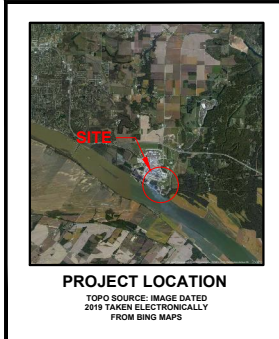 SITE
PROJECT LOCATION
TOPO SOURCE: IMAGE DATED
2019 TAKEN ELECTRONICALLY
FROM BING MAPS